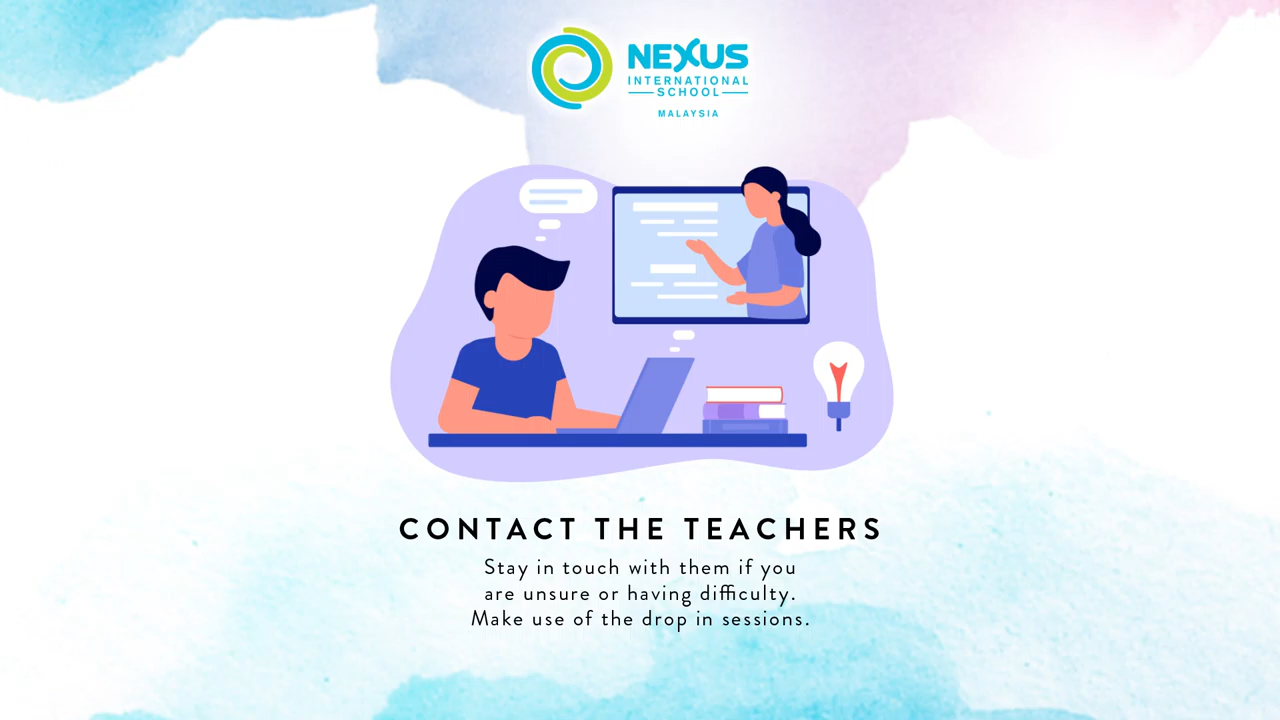 NEXUS
INTERNATIONAL
SCHOOL
MALAYSIA
CONTACT THE TEACHERS
Stay in touch with them if you
are unsure or having difficulty.
Make use of the drop in sessions.